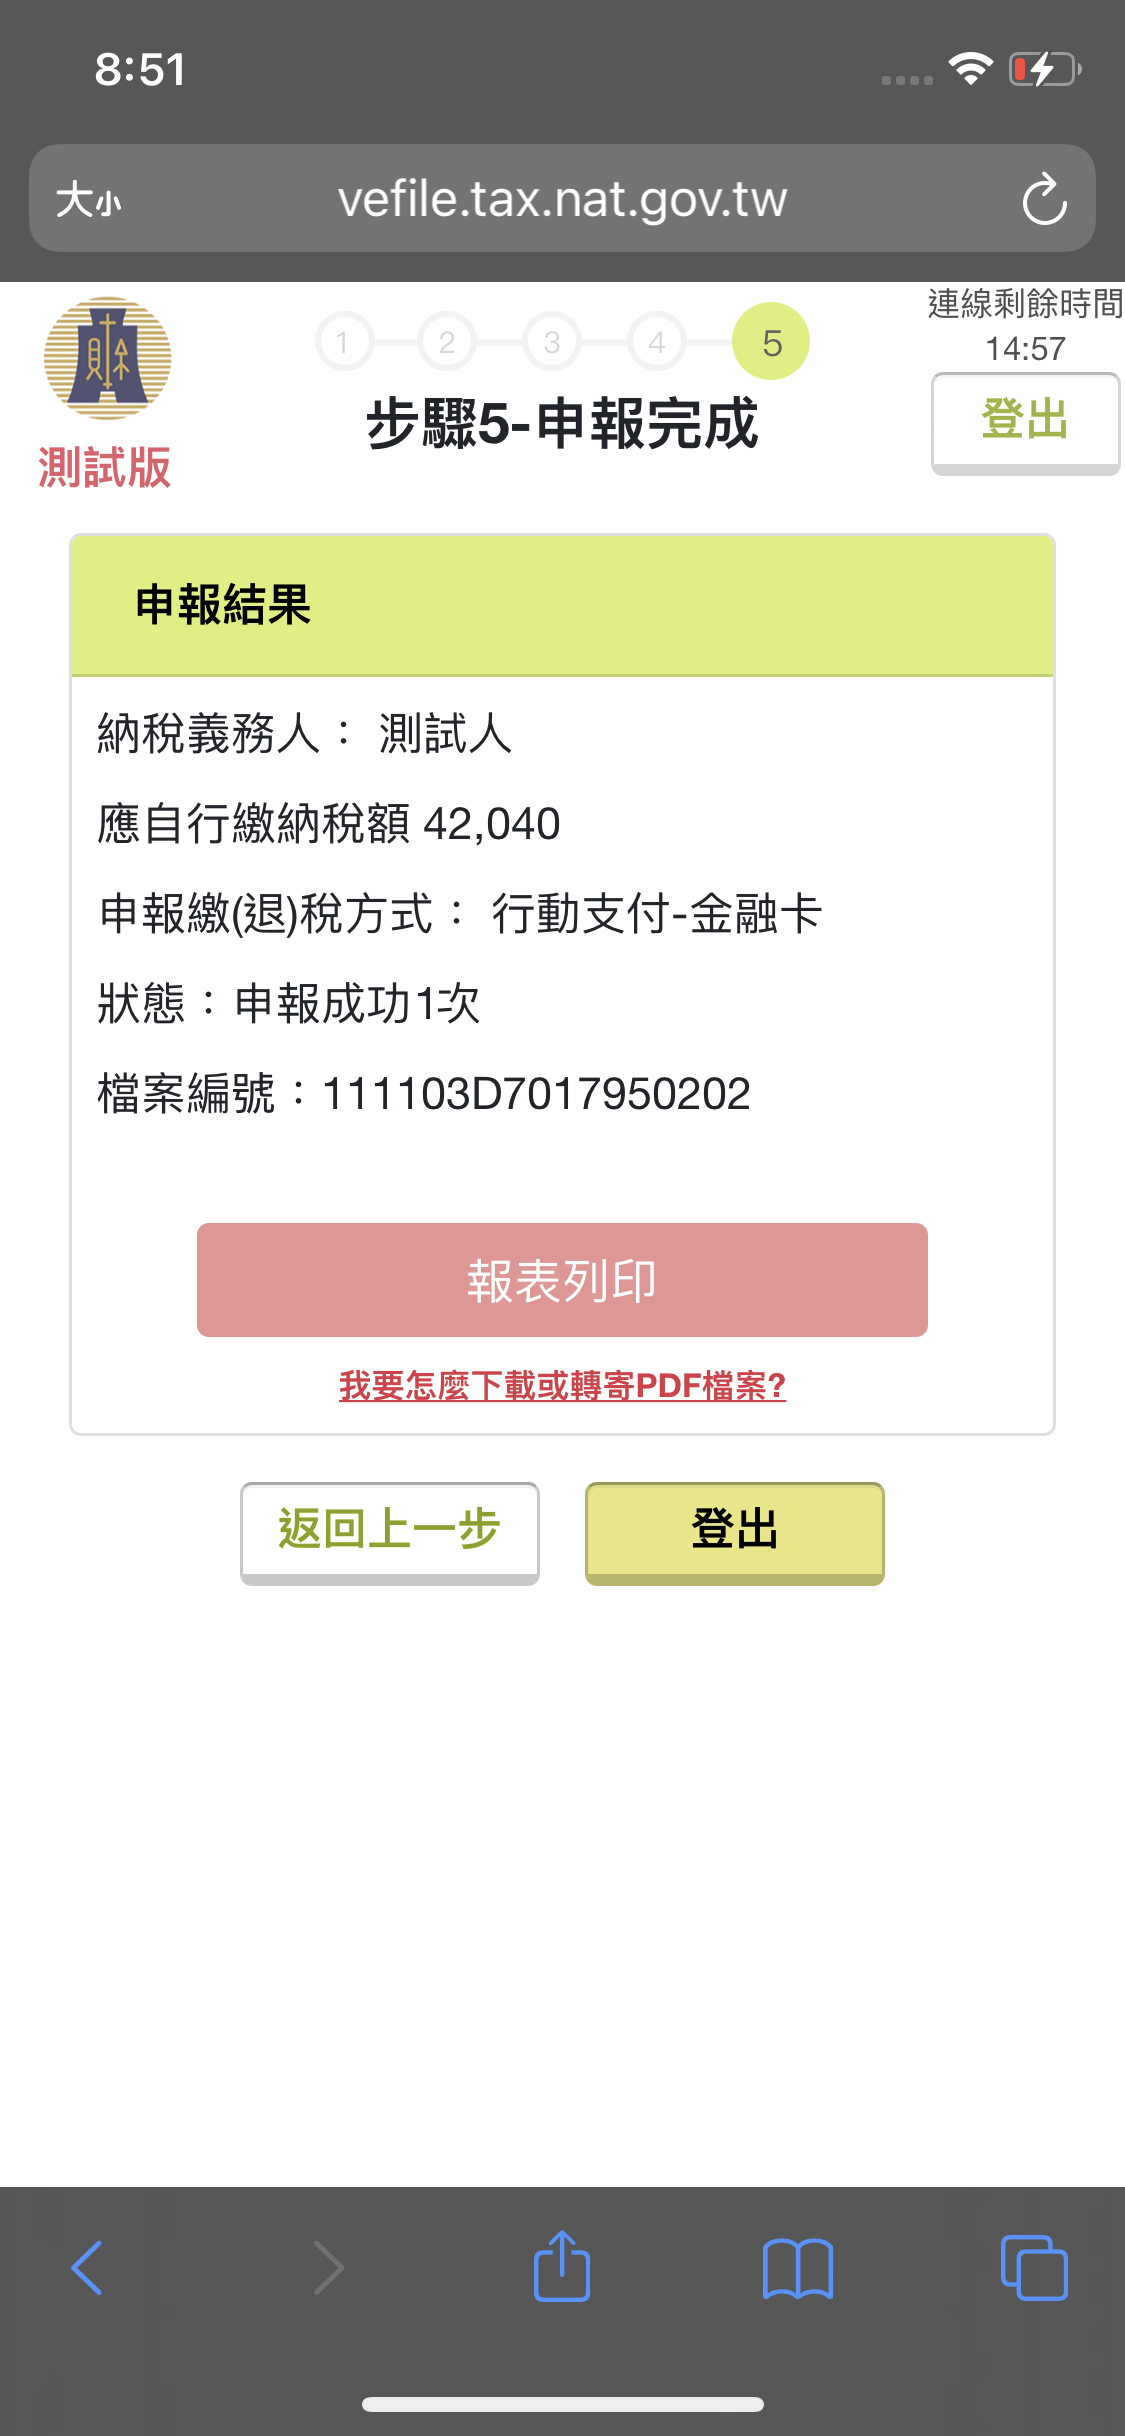 8:51
大小
vefile.tax.nat.gov.tw
測試版
1 2 3 4 5
步驟5-申報完成
連線剩餘時間
14:57
登出
申報結果
納稅義務人： 測試人
應自行繳納稅額 42,040
申報繳(退)稅方式： 行動支付-金融卡
狀態：申報成功1次
檔案編號：111103D7017950202
報表列印
我要怎麼下載或轉寄PDF檔案?
返回上一步
登出